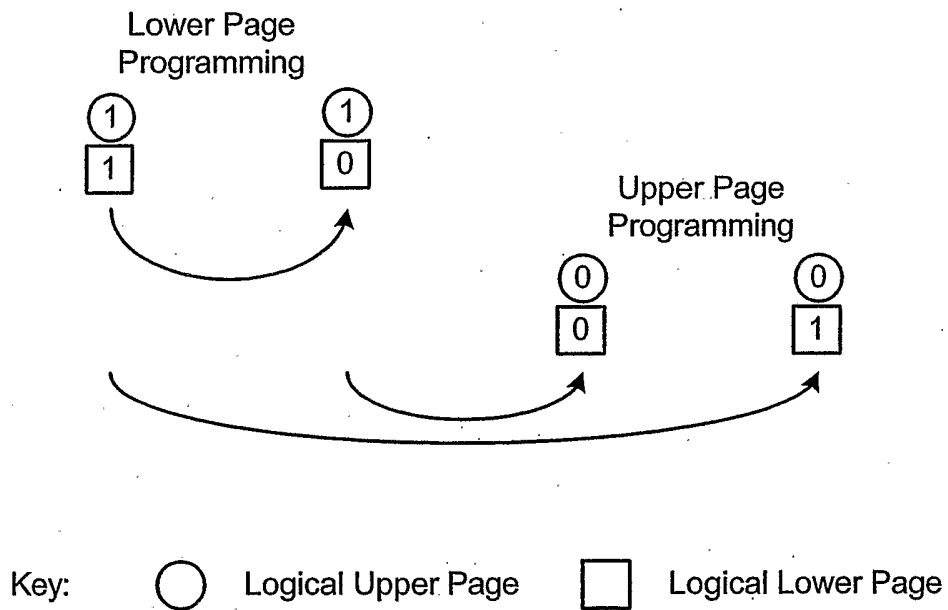 Lower Page
Programming
1 1
1 0
Upper Page
Programming
0 0
0 1
Key: Logical Upper Page Logical Lower Page